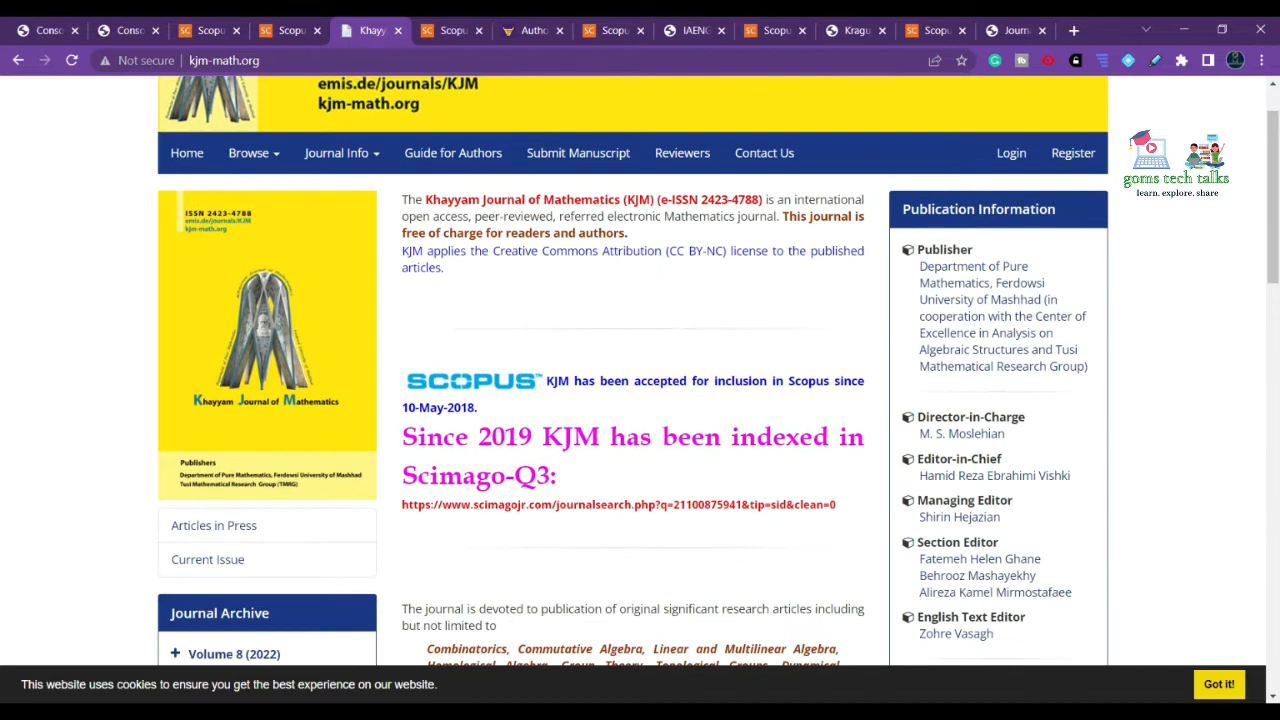 Conso
Conso
Scopu
Scopu
Khayy
Scopu
Autho
Scopu
IAENG
Scopu
Kragu
Scopu
Journa
Not secure
kjm-math.org
emis.de/journals/KJM
kjm-math.org
Home
Browse
Journal Info
Guide for Authors
Submit Manuscript
Reviewers
Contact Us
Login
Register
goms tech talks
learn. explore. share
ISSN 2423-4788
emis.de/journals/KJM
kjm-math.org
Khayyam Journal of Mathematics
Publishers
Department of Pure Mathematics, Ferdowsi University of Mashhad
Tusi Mathematical Research Group (TMRG)
Articles in Press
Current Issue
Journal Archive
Volume 8 (2022)
The Khayyam Journal of Mathematics (KJM) (e-ISSN 2423-4788) is an international
open access, peer-reviewed, referred electronic Mathematics journal. This journal is
free of charge for readers and authors.
KJM applies the Creative Commons Attribution (CC BY-NC) license to the published
articles.
SCOPUS™ KJM has been accepted for inclusion in Scopus since
10-May-2018.
Since 2019 KJM has been indexed in
Scimago-Q3:
https://www.scimagojr.com/journalsearch.php?q=21100875941&tip=sid&clean=0
The journal is devoted to publication of original significant research articles including
but not limited to
Combinatorics, Commutative Algebra, Linear and Multilinear Algebra,
Homological Algebra, Group Theory, Topological Groups, Dynamical
Publication Information
Publisher
Department of Pure
Mathematics, Ferdowsi
University of Mashhad (in
cooperation with the Center of
Excellence in Analysis on
Algebraic Structures and Tusi
Mathematical Research Group)
Director-in-Charge
M. S. Moslehian
Editor-in-Chief
Hamid Reza Ebrahimi Vishki
Managing Editor
Shirin Hejazian
Section Editor
Fatemeh Helen Ghane
Behrooz Mashayekhy
Alireza Kamel Mirmostafaee
English Text Editor
Zohre Vasagh
This website uses cookies to ensure you get the best experience on our website.
Got it!